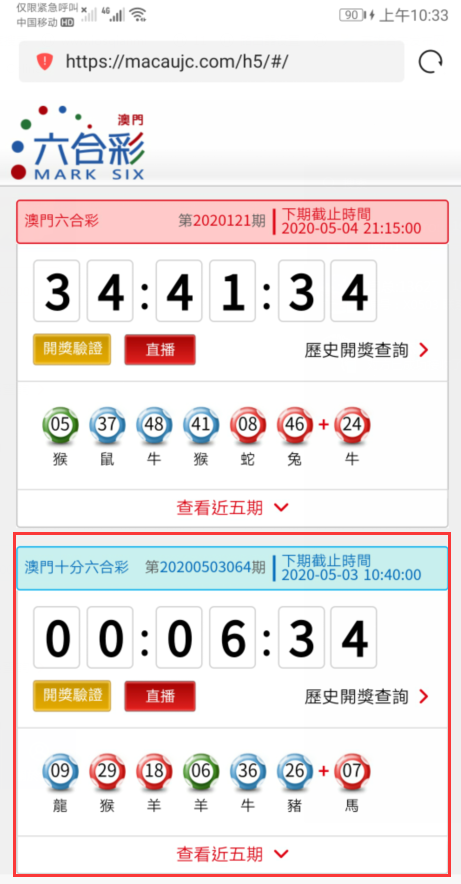 仅限紧急呼叫
中国移动 HD
4G
90
上午10:33
https://macaujc.com/h5/#/
澳門
六合彩
MARK SIX
澳門六合彩
第2020121期
下期截止時間
2020-05-04 21:15:00
34:41:34
開獎驗證
直播
歷史開獎查詢
05 37 48 41 08 46 + 24
猴 鼠 牛 猴 蛇 兔 牛
查看近五期
澳門十分六合彩
第20200503064期
下期截止時間
2020-05-03 10:40:00
00:06:34
開獎驗證
直播
歷史開獎查詢
09 29 18 06 36 26 + 07
龍 猴 羊 羊 牛 豬 馬
查看近五期